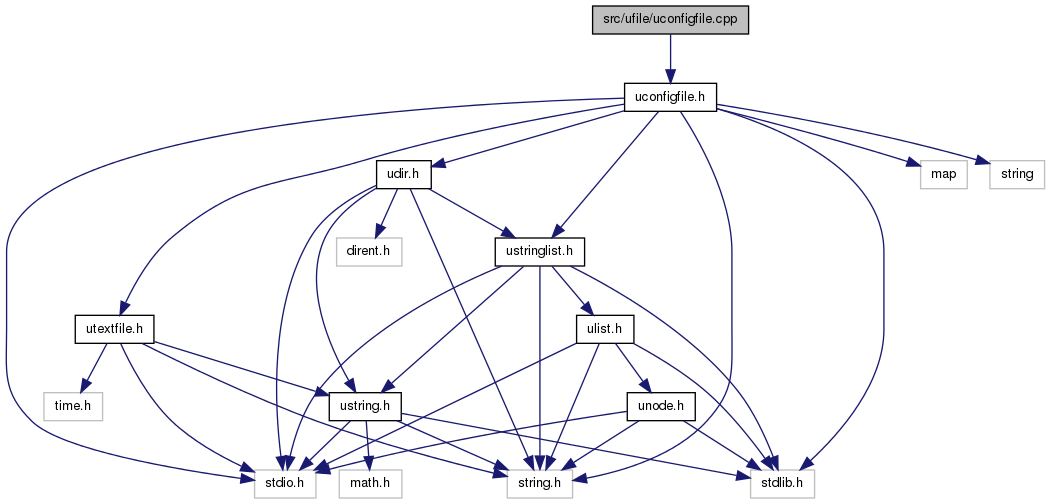 src/ufile/uconfigfile.cpp
uconfigfile.h
udir.h
map
string
dirent.h
ustringlist.h
utextfile.h
ulist.h
time.h
ustring.h
unode.h
stdio.h
math.h
string.h
stdlib.h